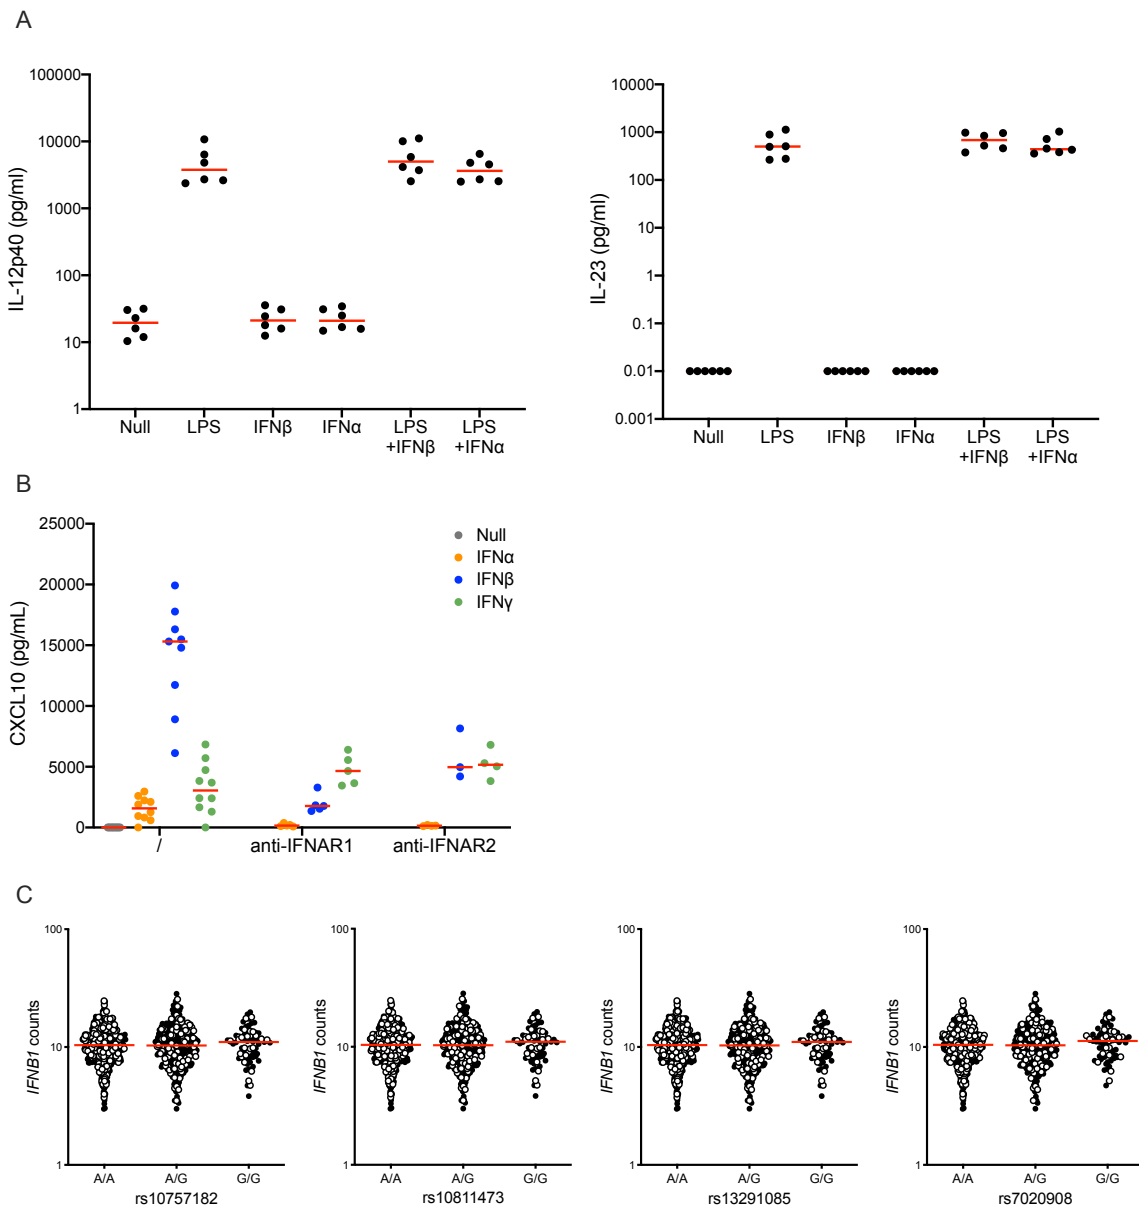 A
IL-12p40 (pg/ml)
100000
10000
1000
100
10
1
Null LPS IFNβ IFNα LPS +IFNβ LPS +IFNα
IL-23 (pg/ml)
10000
1000
100
10
1
0.1
0.01
0.001
Null LPS IFNβ IFNα LPS +IFNβ LPS +IFNα
B
CXCL10 (pg/mL)
25000
20000
15000
10000
5000
0
Null
IFNα
IFNβ
IFNγ
/ anti-IFNAR1 anti-IFNAR2
C
IFNB1 counts
100
10
1
A/A A/G G/G
rs10757182
IFNB1 counts
100
10
1
A/A A/G G/G
rs10811473
IFNB1 counts
100
10
1
A/A A/G G/G
rs13291085
IFNB1 counts
100
10
1
A/A A/G G/G
rs7020908